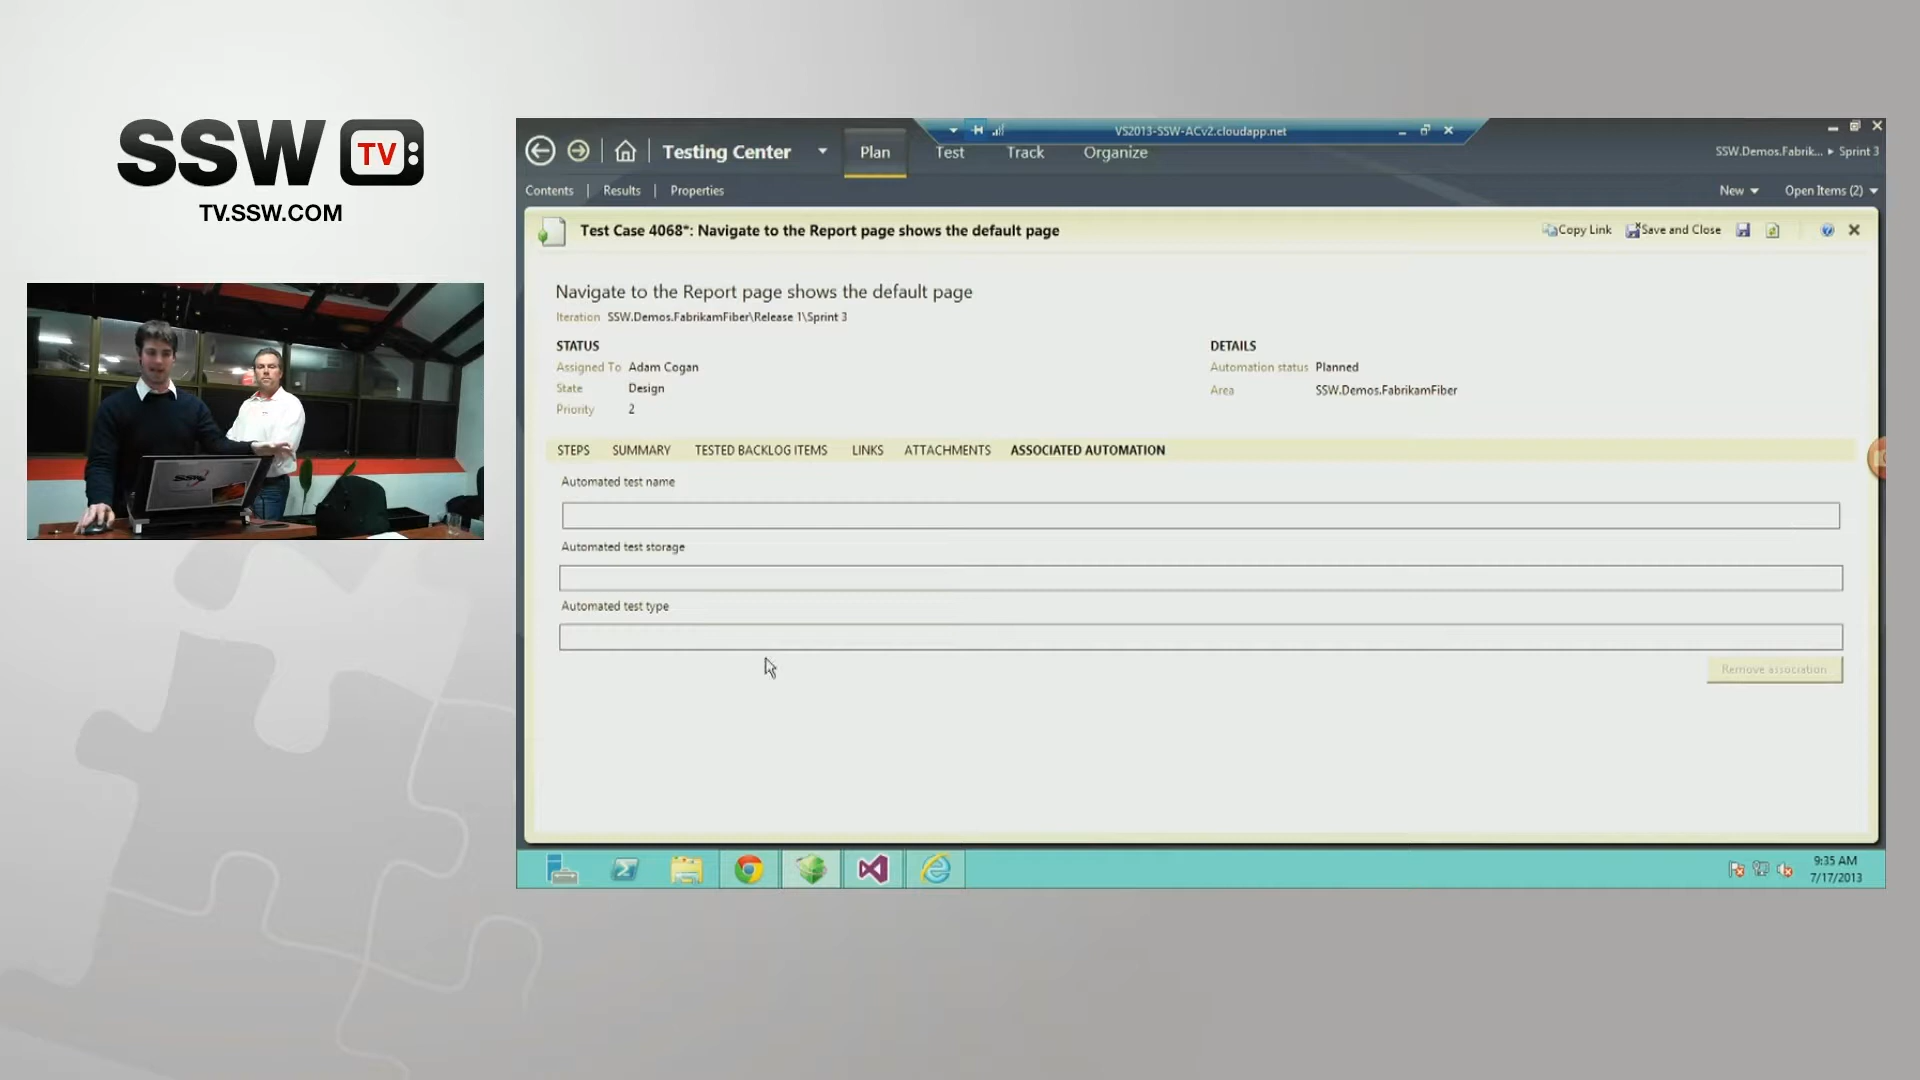 SSW TV:
TV.SSW.COM
SSW
VS2013-SSW-ACv2.cloudapp.net
Testing Center
Plan
Test
Track
Organize
SSW.Demos.Fabrik... Sprint 3
Contents | Results | Properties
New
Open Items (2)
Test Case 4068*: Navigate to the Report page shows the default page
Copy Link
Save and Close
Navigate to the Report page shows the default page
Iteration SSW.Demos.FabrikamFiber\Release 1\Sprint 3
STATUS
Assigned To Adam Cogan
State Design
Priority 2
DETAILS
Automation status Planned
Area SSW.Demos.FabrikamFiber
STEPS SUMMARY TESTED BACKLOG ITEMS LINKS ATTACHMENTS ASSOCIATED AUTOMATION
Automated test name
Automated test storage
Automated test type
Remove association
9:35 AM
7/17/2013